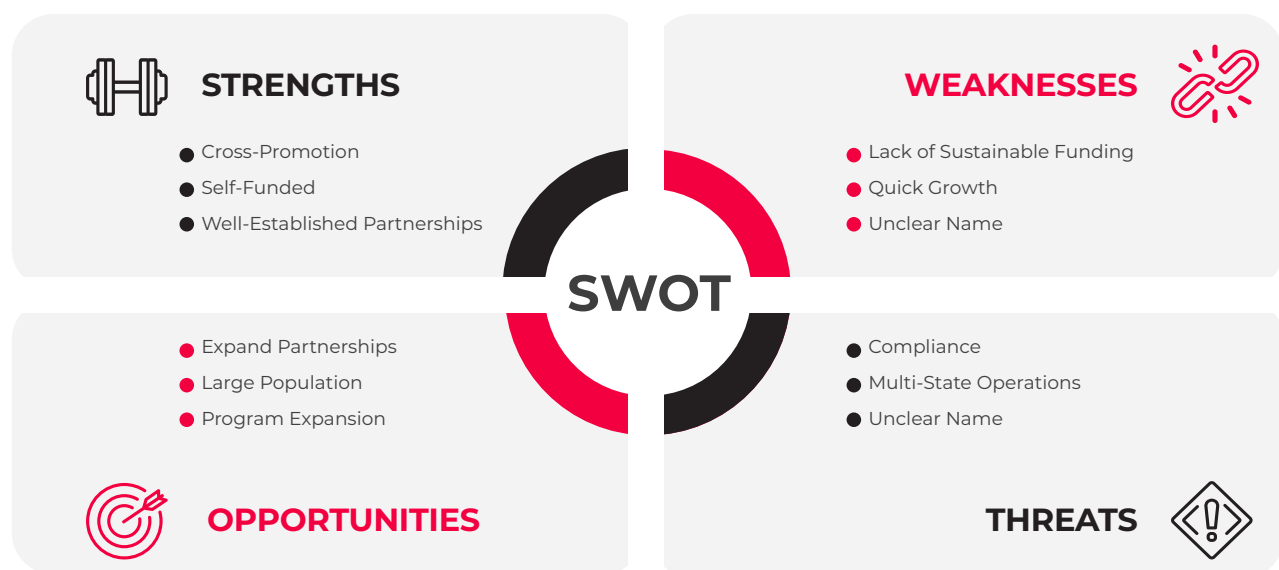 STRENGTHS
Cross-Promotion
Self-Funded
Well-Established Partnerships
WEAKNESSES
Lack of Sustainable Funding
Quick Growth
Unclear Name
SWOT
Expand Partnerships
Large Population
Program Expansion
OPPORTUNITIES
Compliance
Multi-State Operations
Unclear Name
THREATS